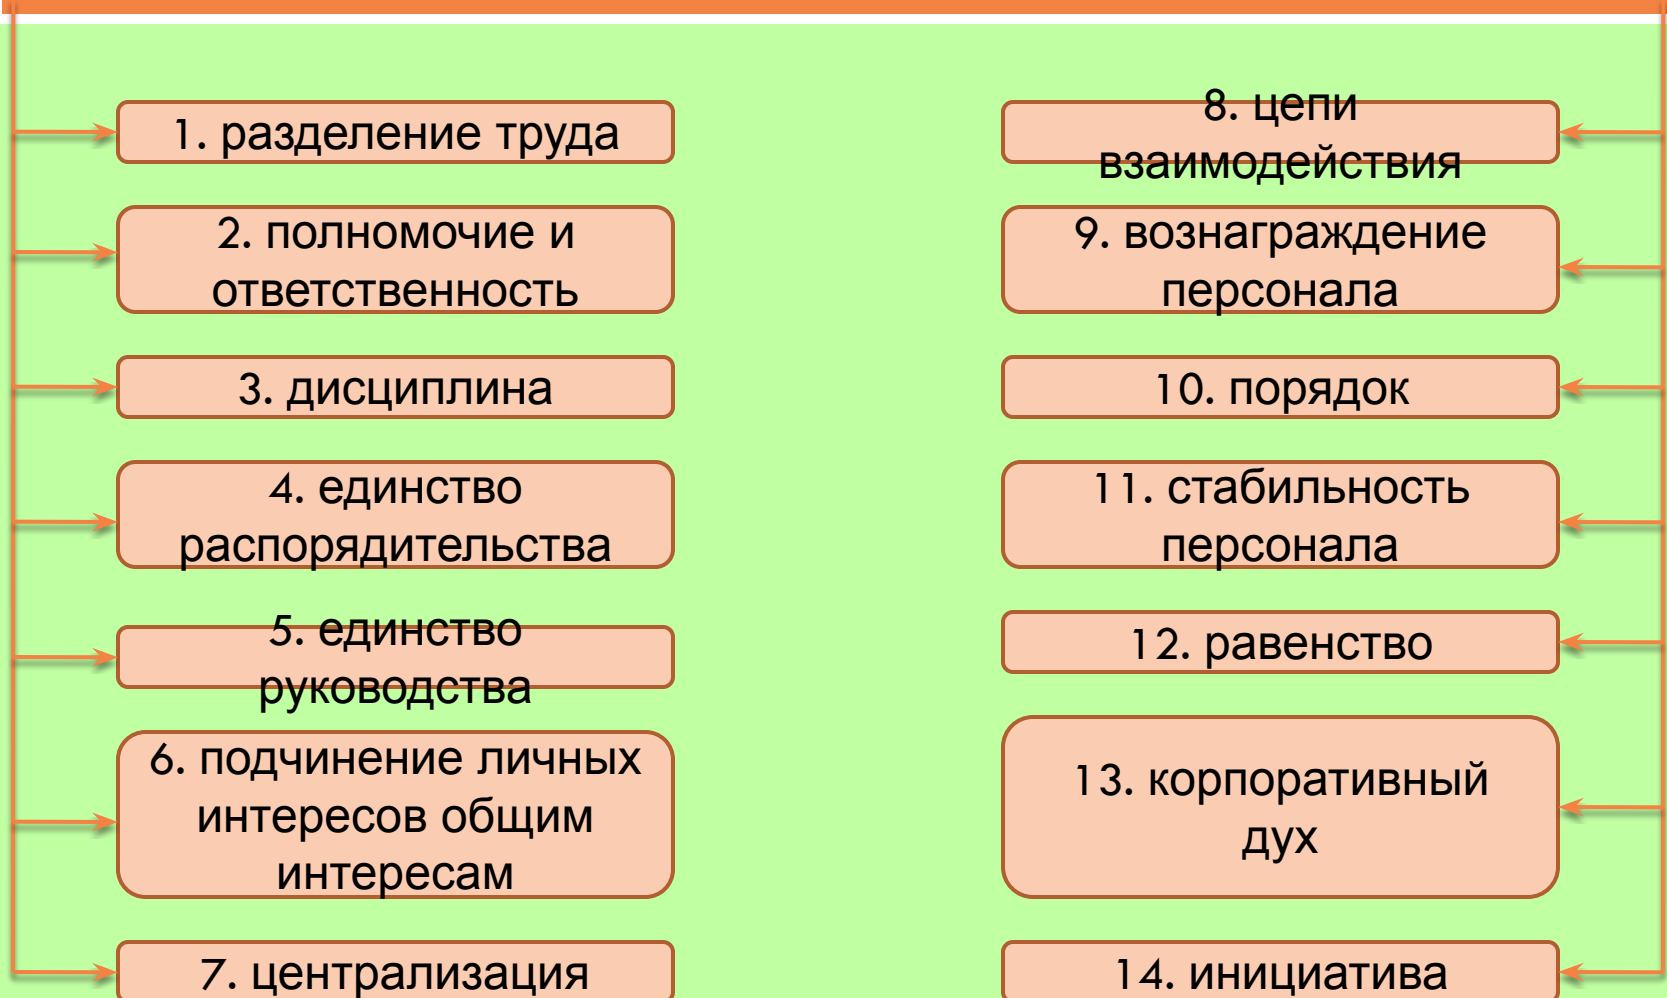 1. разделение труда
2. полномочие и
ответственность
3. дисциплина
4. единство
распорядительства
5. единство
руководства
6. подчинение личных
интересов общим
интересам
7. централизация
8. цепи
взаимодействия
9. вознаграждение
персонала
10. порядок
11. стабильность
персонала
12. равенство
13. корпоративный
дух
14. инициатива